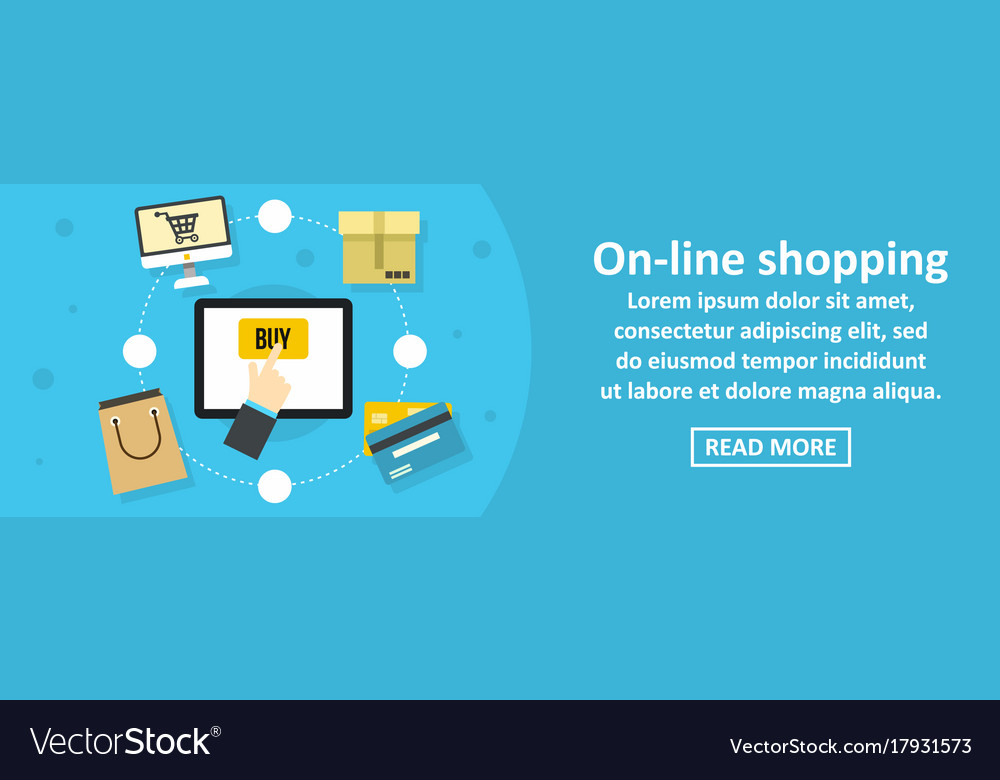 BUY
On-line shopping
Lorem ipsum dolor sit amet,
consectetur adipiscing elit, sed
do eiusmod tempor incididunt
ut labore et dolore magna aliqua.
READ MORE
VectorStock®
VectorStock.com/17931573